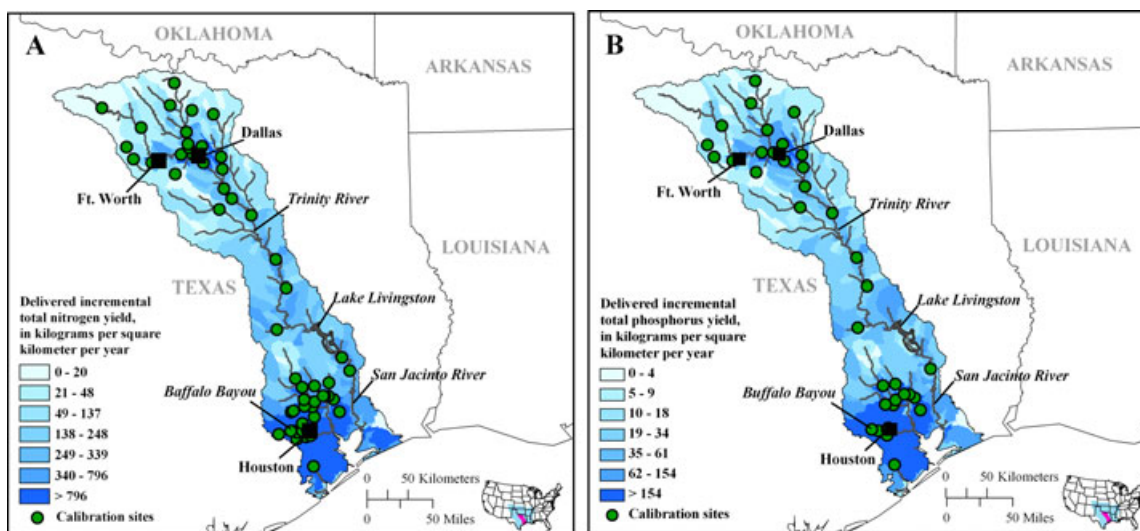 A
OKLAHOMA
ARKANSAS
Dallas
Ft. Worth
Trinity River
LOUISIANA
TEXAS
Delivered incremental
total nitrogen yield,
in kilograms per square
kilometer per year
Lake Livingston
0 - 20
21 - 48
49 - 137
138 - 248
249 - 339
340 - 796
> 796
Calibration sites
San Jacinto River
Baffalo Bayou
Houston
0 50 Kilometers
0 50 Miles
B
OKLAHOMA
ARKANSAS
Dallas
Ft. Worth
Trinity River
LOUISIANA
TEXAS
Delivered incremental
total phosphorus yield,
in kilograms per square
kilometer per year
Lake Livingston
0 - 4
5 - 9
10 - 18
19 - 34
35 - 61
62 - 154
> 154
Calibration sites
San Jacinto River
Buffalo Bayou
Houston
0 50 Kilometers
0 50 Miles